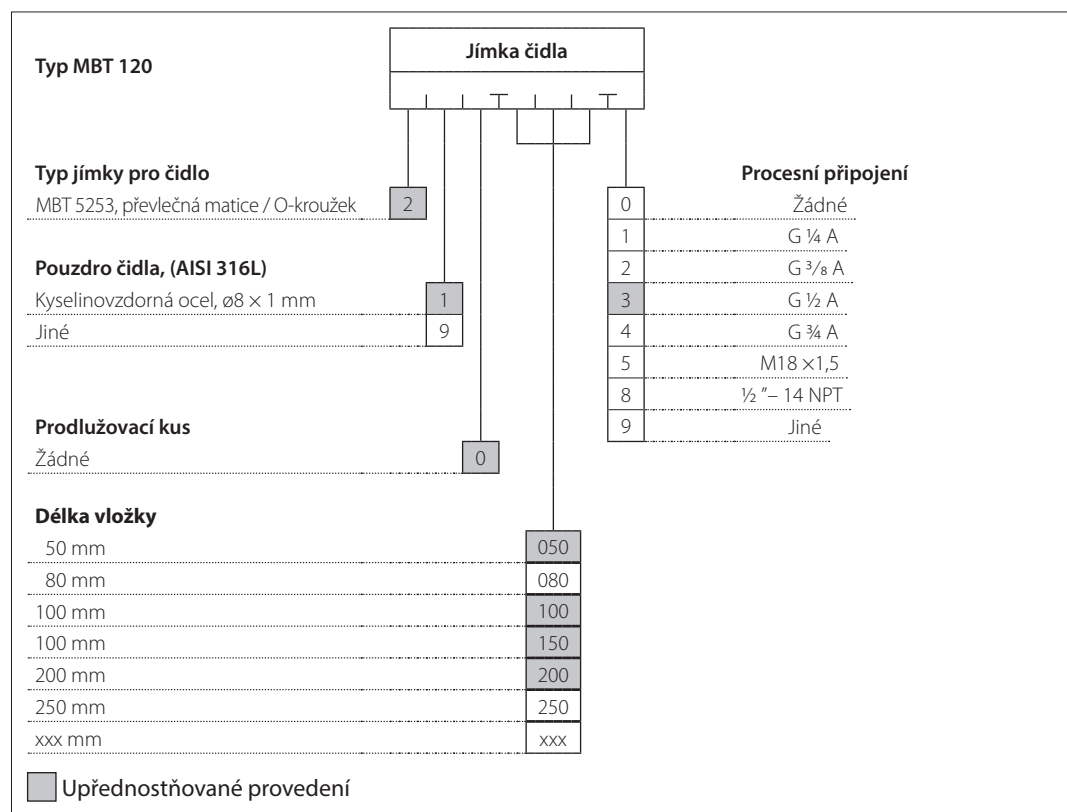 Typ MBT 120
Jímka čidla
Typ jímky pro čidlo
MBT 5253, převlečná matice / O-kroužek 2
Pouzdro čidla, (AISI 316L)
Kyselinovzdorná ocel, ø8 × 1 mm 1
Jiné 9
Prodlužovací kus
Žádné 0
Délka vložky
50 mm 050
80 mm 080
100 mm 100
100 mm 150
200 mm 200
250 mm 250
xxx mm xxx
Procesní připojení
0 Žádné
1 G ¼ A
2 G ³/₈ A
3 G ½ A
4 G ¾ A
5 M18 ×1,5
8 ½ "– 14 NPT
9 Jiné
Upřednostňované provedení